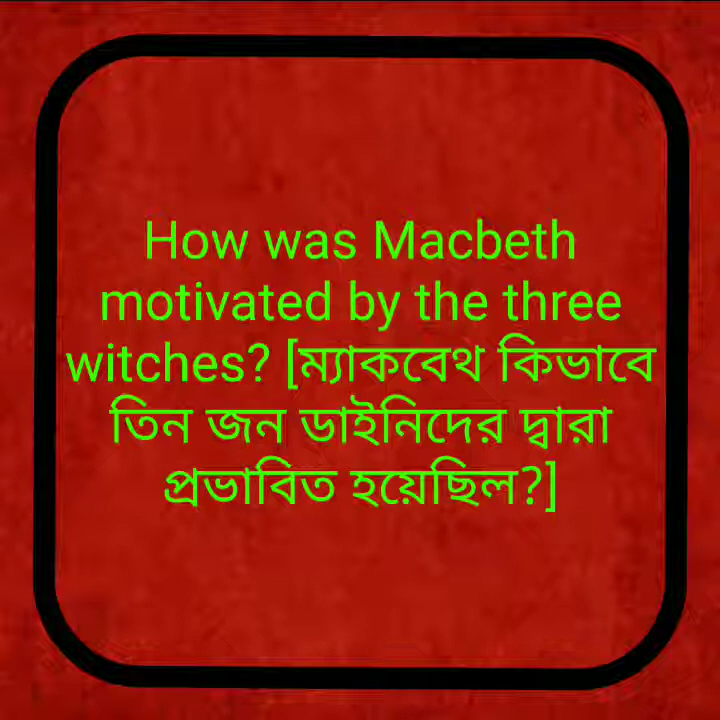 How was Macbeth
motivated by the three
witches? [ম্যাকবেথ কিভাবে
তিন জন ডাইনিদের দ্বারা
প্রভাবিত হয়েছিল?]